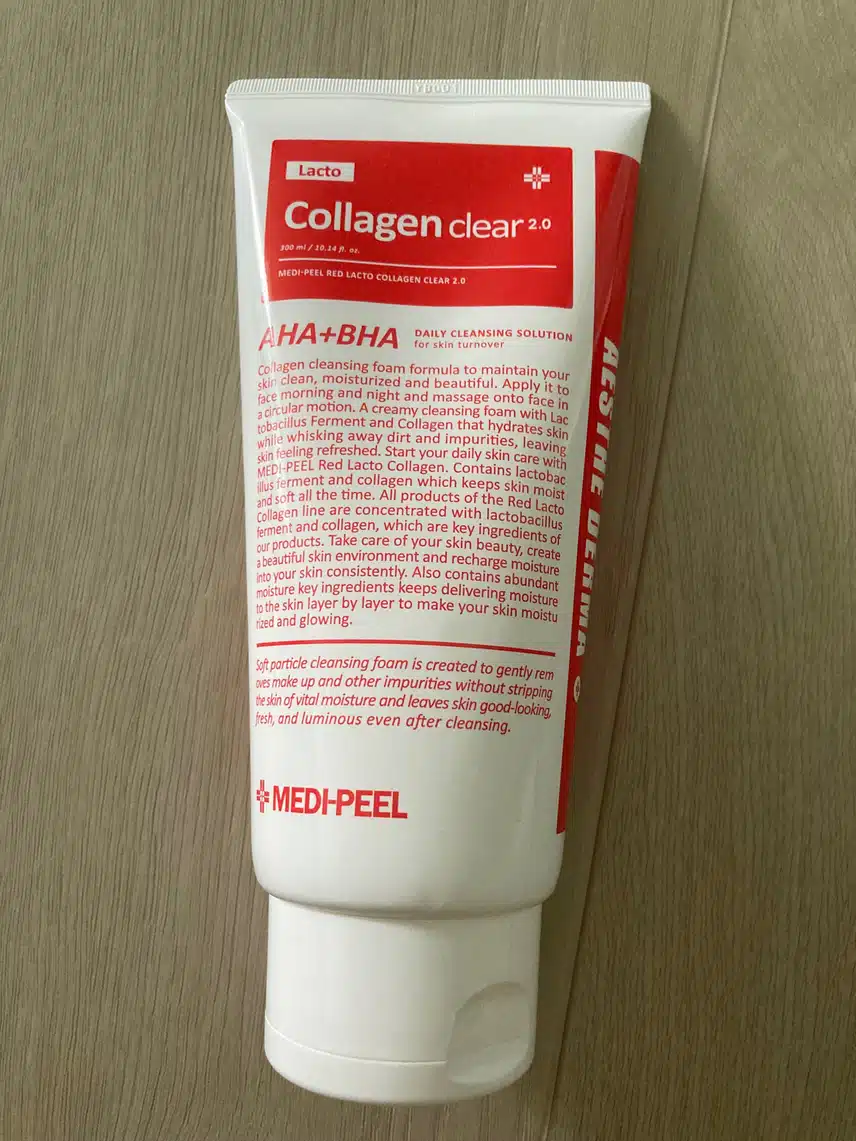 Lacto
Collagen clear 2.0
300 ml / 10.14 fl. oz.
MEDI-PEEL RED LACTO COLLAGEN CLEAR 2.0
AHA+BHA
DAILY CLEANSING SOLUTION
for skin turnover
Collagen cleansing foam formula to maintain your
skin clean, moisturized and beautiful. Apply it to
face morning and night and massage onto face in
a circular motion. A creamy cleansing foam with Lac
tobacillus Ferment and Collagen that hydrates skin
while whisking away dirt and impurities, leaving
skin feeling refreshed. Start your daily skin care with
MEDI-PEEL Red Lacto Collagen. Contains lactobac
illus ferment and collagen which keeps skin moist
and soft all the time. All products of the Red Lacto
Collagen line are concentrated with lactobacillus
ferment and collagen, which are key ingredients of
our products. Take care of your skin beauty, create
a beautiful skin environment and recharge moisture
into your skin consistently. Also contains abundant
moisture key ingredients keeps delivering moisture
to the skin layer by layer to make your skin moistu
rized and glowing.
Soft particle cleansing foam is created to gently rem
oves make up and other impurities without stripping
the skin of vital moisture and leaves skin good-looking,
fresh, and luminous even after cleansing.
MEDI-PEEL
AESTHE DERMA